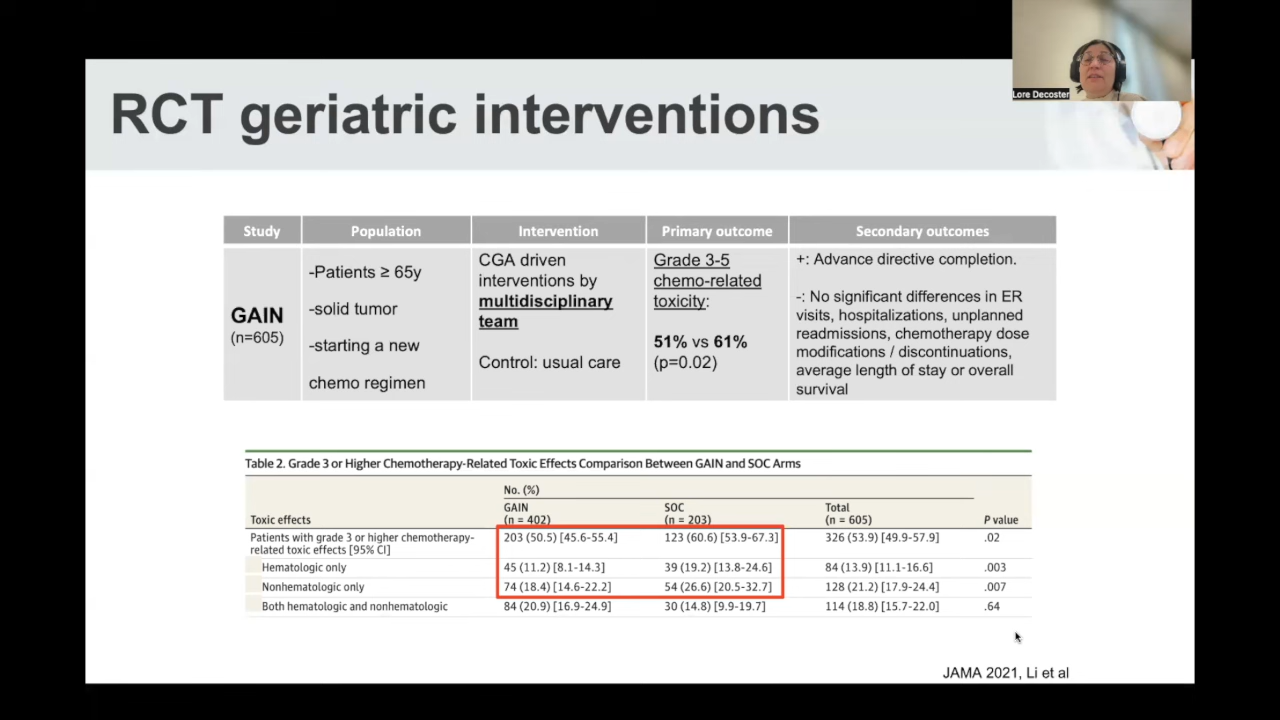 Lore Decoster
RCT geriatric interventions
Study Population Intervention Primary outcome Secondary outcomes
GAIN
(n=605)
-Patients ≥ 65y
-solid tumor
-starting a new
chemo regimen
CGA driven
interventions by
multidisciplinary
team
Control: usual care
Grade 3-5
chemo-related
toxicity:
51% vs 61%
(p=0.02)
+: Advance directive completion.
-: No significant differences in ER
visits, hospitalizations, unplanned
readmissions, chemotherapy dose
modifications / discontinuations,
average length of stay or overall
survival
Table 2. Grade 3 or Higher Chemotherapy-Related Toxic Effects Comparison Between GAIN and SOC Arms
No. (%)
GAIN SOC Total
Toxic effects (n = 402) (n = 203) (n = 605) P value
Patients with grade 3 or higher chemotherapy- 203 (50.5) [45.6-55.4] 123 (60.6) [53.9-67.3] 326 (53.9) [49.9-57.9] .02
related toxic effects [95% CI]
Hematologic only 45 (11.2) [8.1-14.3] 39 (19.2) [13.8-24.6] 84 (13.9) [11.1-16.6] .003
Nonhematologic only 74 (18.4) [14.6-22.2] 54 (26.6) [20.5-32.7] 128 (21.2) [17.9-24.4] .007
Both hematologic and nonhematologic 84 (20.9) [16.9-24.9] 30 (14.8) [9.9-19.7] 114 (18.8) [15.7-22.0] .64
JAMA 2021, Li et al